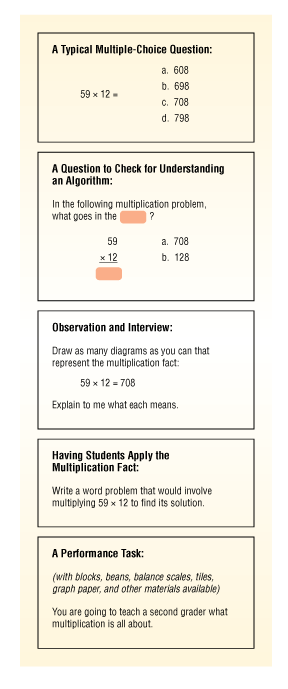 A Typical Multiple-Choice Question:
59 × 12 =
a. 608
b. 698
c. 708
d. 798
A Question to Check for Understanding
an Algorithm:
In the following multiplication problem,
what goes in the ?
59
× 12
a. 708
b. 128
Observation and Interview:
Draw as many diagrams as you can that
represent the multiplication fact:
59 × 12 = 708
Explain to me what each means.
Having Students Apply the
Multiplication Fact:
Write a word problem that would involve
multiplying 59 × 12 to find its solution.
A Performance Task:
(with blocks, beans, balance scales, tiles,
graph paper, and other materials available)
You are going to teach a second grader what
multiplication is all about.